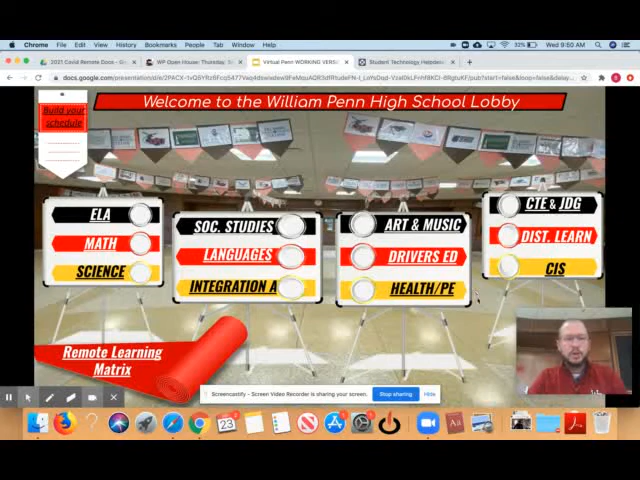 Chrome File Edit View History Bookmarks People Tab Window Help
32% Wed 9:50 AM
2021 Covid Remote Docs - G
WP Open House: Thursday, Se
Virtual Penn WORKING VERSI
Student Technology Helpdesk
Welcome to the William Penn High School Lobby
Build your
schedule
ELA
MATH
SCIENCE
SOC. STUDIES
LANGUAGES
INTEGRATION A
ART & MUSIC
DRIVERS ED
HEALTH/PE
CTE & JDG
DIST. LEARN
CIS
Remote Learning
Matrix
Screencastify - Screen Video Recorder is sharing your screen.
Stop sharing
Hide
23